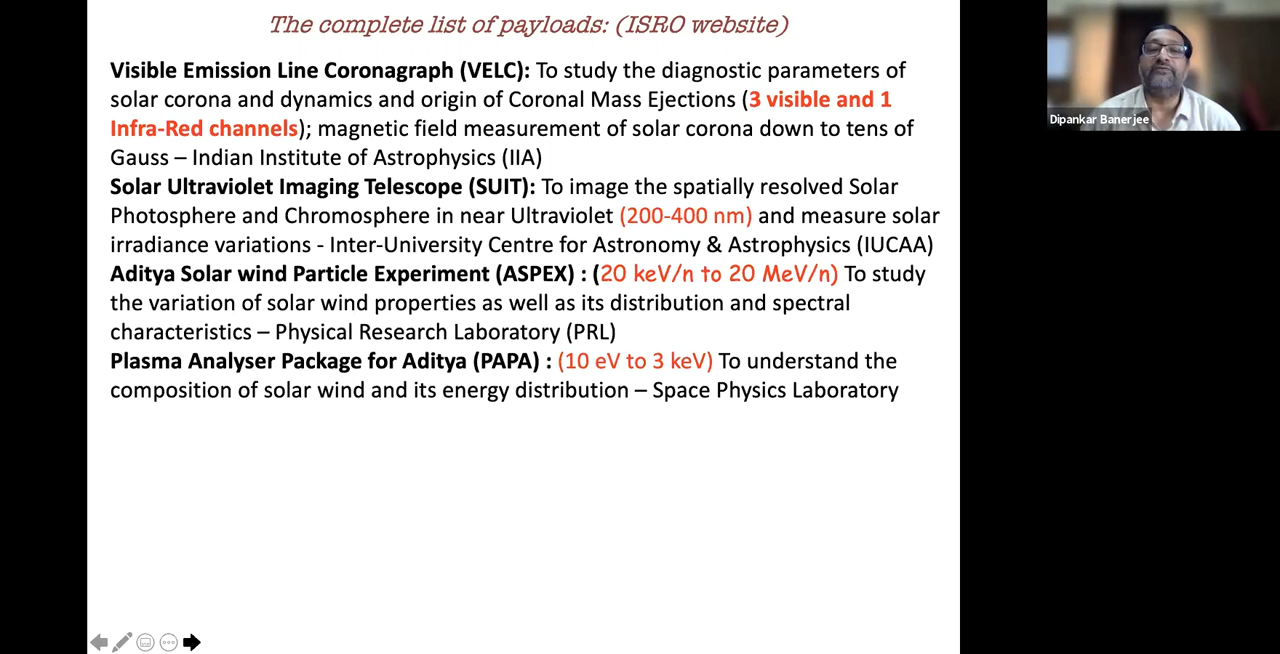 The complete list of payloads: (ISRO website)
Visible Emission Line Coronagraph (VELC): To study the diagnostic parameters of
solar corona and dynamics and origin of Coronal Mass Ejections (3 visible and 1
Infra-Red channels); magnetic field measurement of solar corona down to tens of
Gauss – Indian Institute of Astrophysics (IIA)
Solar Ultraviolet Imaging Telescope (SUIT): To image the spatially resolved Solar
Photosphere and Chromosphere in near Ultraviolet (200-400 nm) and measure solar
irradiance variations - Inter-University Centre for Astronomy & Astrophysics (IUCAA)
Aditya Solar wind Particle Experiment (ASPEX) : (20 keV/n to 20 MeV/n) To study
the variation of solar wind properties as well as its distribution and spectral
characteristics – Physical Research Laboratory (PRL)
Plasma Analyser Package for Aditya (PAPA) : (10 eV to 3 keV) To understand the
composition of solar wind and its energy distribution – Space Physics Laboratory
Dipankar Banerjee